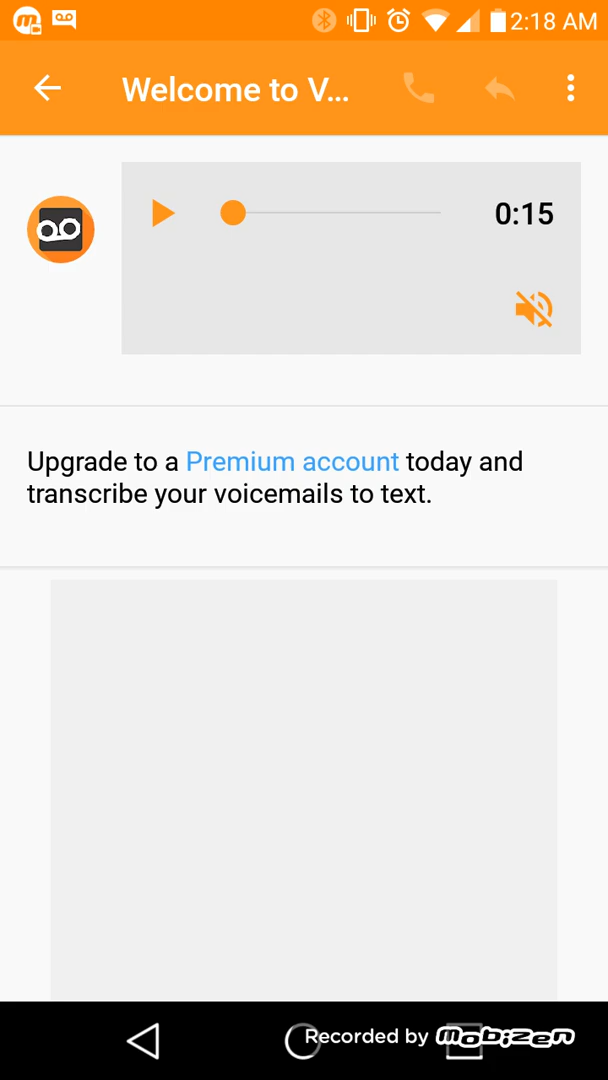 2:18 AM
Welcome to V...
0:15
Upgrade to a Premium account today and
transcribe your voicemails to text.
Recorded by mobizen